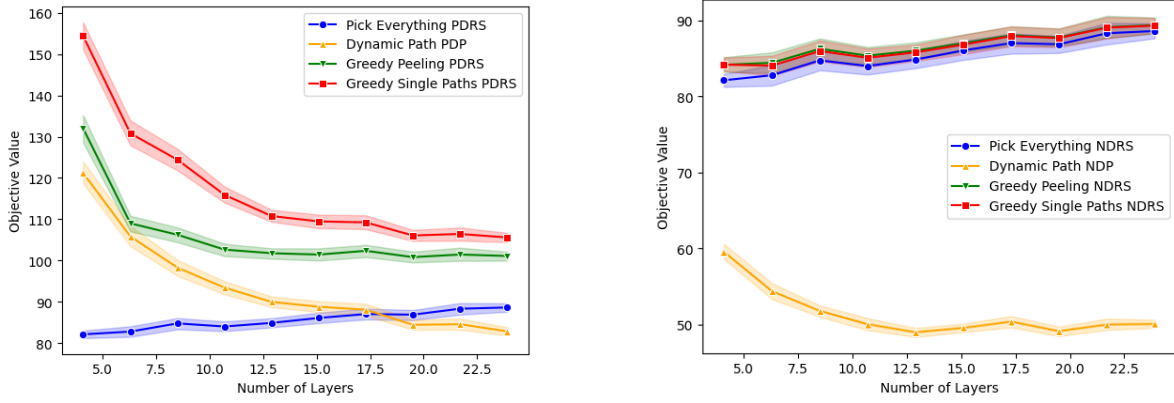 160
150
140
130
120
110
100
90
80
Objective Value
5.0 7.5 10.0 12.5 15.0 17.5 20.0 22.5
Number of Layers
Pick Everything PDRS
Dynamic Path PDP
Greedy Peeling PDRS
Greedy Single Paths PDRS
90
80
70
60
50
Objective Value
5.0 7.5 10.0 12.5 15.0 17.5 20.0 22.5
Number of Layers
Pick Everything NDRS
Dynamic Path NDP
Greedy Peeling NDRS
Greedy Single Paths NDRS